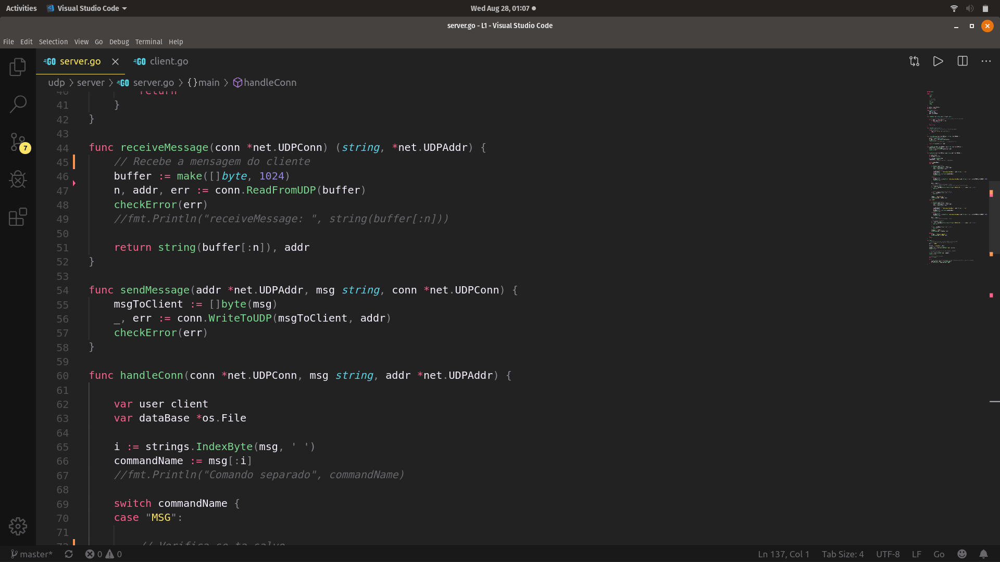 Activities Visual Studio Code Wed Aug 28, 01:07
server.go - L1 - Visual Studio Code
File Edit Selection View Go Debug Terminal Help
GO server.go GO client.go
udp server GO server.go {} main handleConn
40 return
41 }
42 }
43
44 func receiveMessage(conn *net.UDPConn) (string, *net.UDPAddr) {
45 // Recebe a mensagem do cliente
46 buffer := make([]byte, 1024)
47 n, addr, err := conn.ReadFromUDP(buffer)
48 checkError(err)
49 //fmt.Println("receiveMessage: ", string(buffer[:n]))
50
51 return string(buffer[:n]), addr
52 }
53
54 func sendMessage(addr *net.UDPAddr, msg string, conn *net.UDPConn) {
55 msgToClient := []byte(msg)
56 _, err := conn.WriteToUDP(msgToClient, addr)
57 checkError(err)
58 }
59
60 func handleConn(conn *net.UDPConn, msg string, addr *net.UDPAddr) {
61
62 var user client
63 var dataBase *os.File
64
65 i := strings.IndexByte(msg, ' ')
66 commandName := msg[:i]
67 //fmt.Println("Comando separado", commandName)
68
69 switch commandName {
70 case "MSG":
71
72 // Verifica se ta salvo
7
master* 0 0 Ln 137, Col 1 Tab Size: 4 UTF-8 LF Go